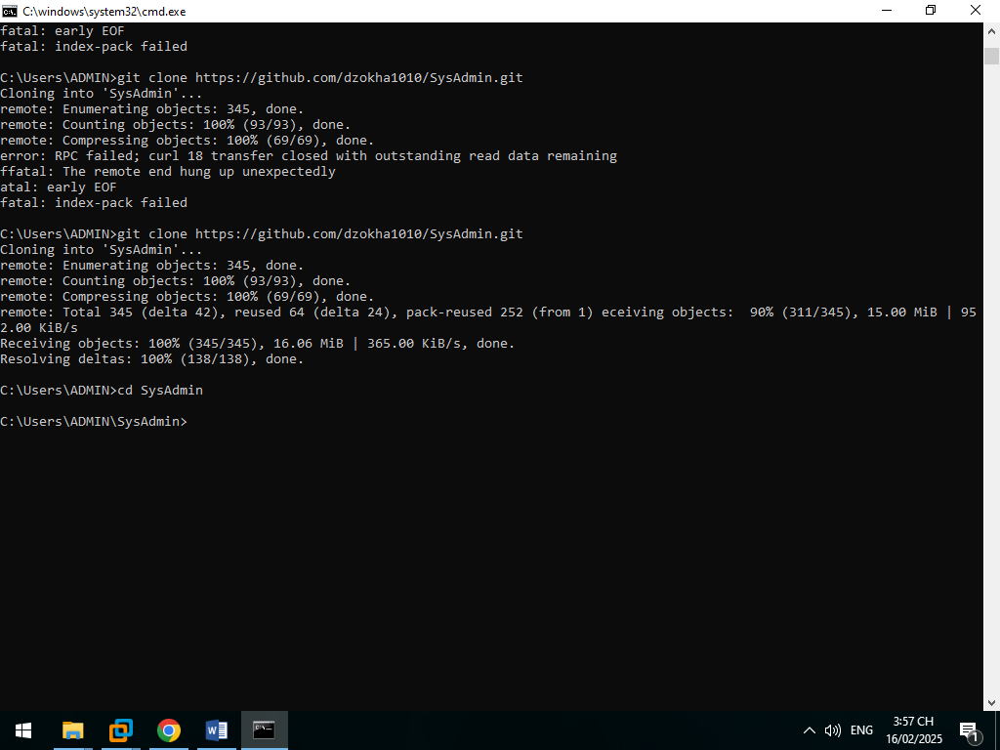 C:\windows\system32\cmd.exe
fatal: early EOF
fatal: index-pack failed
C:\Users\ADMIN>git clone https://github.com/dzokha1010/SysAdmin.git
Cloning into 'SysAdmin'...
remote: Enumerating objects: 345, done.
remote: Counting objects: 100% (93/93), done.
remote: Compressing objects: 100% (69/69), done.
error: RPC failed; curl 18 transfer closed with outstanding read data remaining
ffatal: The remote end hung up unexpectedly
atal: early EOF
fatal: index-pack failed
C:\Users\ADMIN>git clone https://github.com/dzokha1010/SysAdmin.git
Cloning into 'SysAdmin'...
remote: Enumerating objects: 345, done.
remote: Counting objects: 100% (93/93), done.
remote: Compressing objects: 100% (69/69), done.
remote: Total 345 (delta 42), reused 64 (delta 24), pack-reused 252 (from 1) eceiving objects:  90% (311/345), 15.00 MiB | 95
2.00 KiB/s
Receiving objects: 100% (345/345), 16.06 MiB | 365.00 KiB/s, done.
Resolving deltas: 100% (138/138), done.
C:\Users\ADMIN>cd SysAdmin
C:\Users\ADMIN\SysAdmin>
ENG
3:57 CH
16/02/2025
1